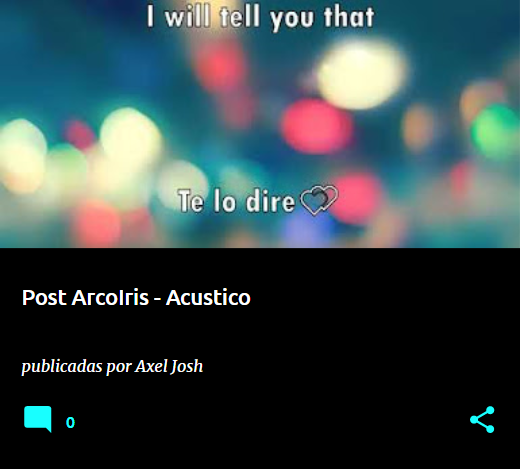 I will tell you that
Te lo dire
Post ArcoIris - Acustico
publicadas por Axel Josh
0